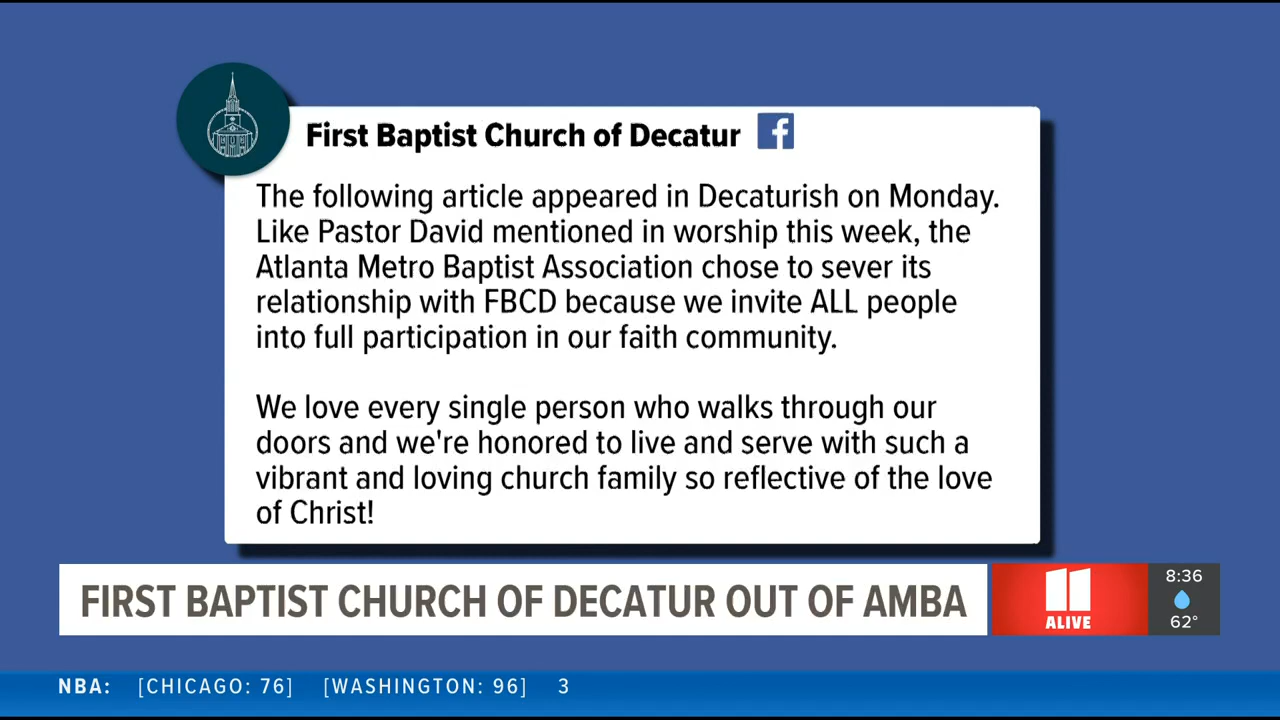 First Baptist Church of Decatur f
The following article appeared in Decaturish on Monday.
Like Pastor David mentioned in worship this week, the
Atlanta Metro Baptist Association chose to sever its
relationship with FBCD because we invite ALL people
into full participation in our faith community.
We love every single person who walks through our
doors and we're honored to live and serve with such a
vibrant and loving church family so reflective of the love
of Christ!
FIRST BAPTIST CHURCH OF DECATUR OUT OF AMBA
11
ALIVE
8:36
62°
NBA: [CHICAGO: 76] [WASHINGTON: 96] 3